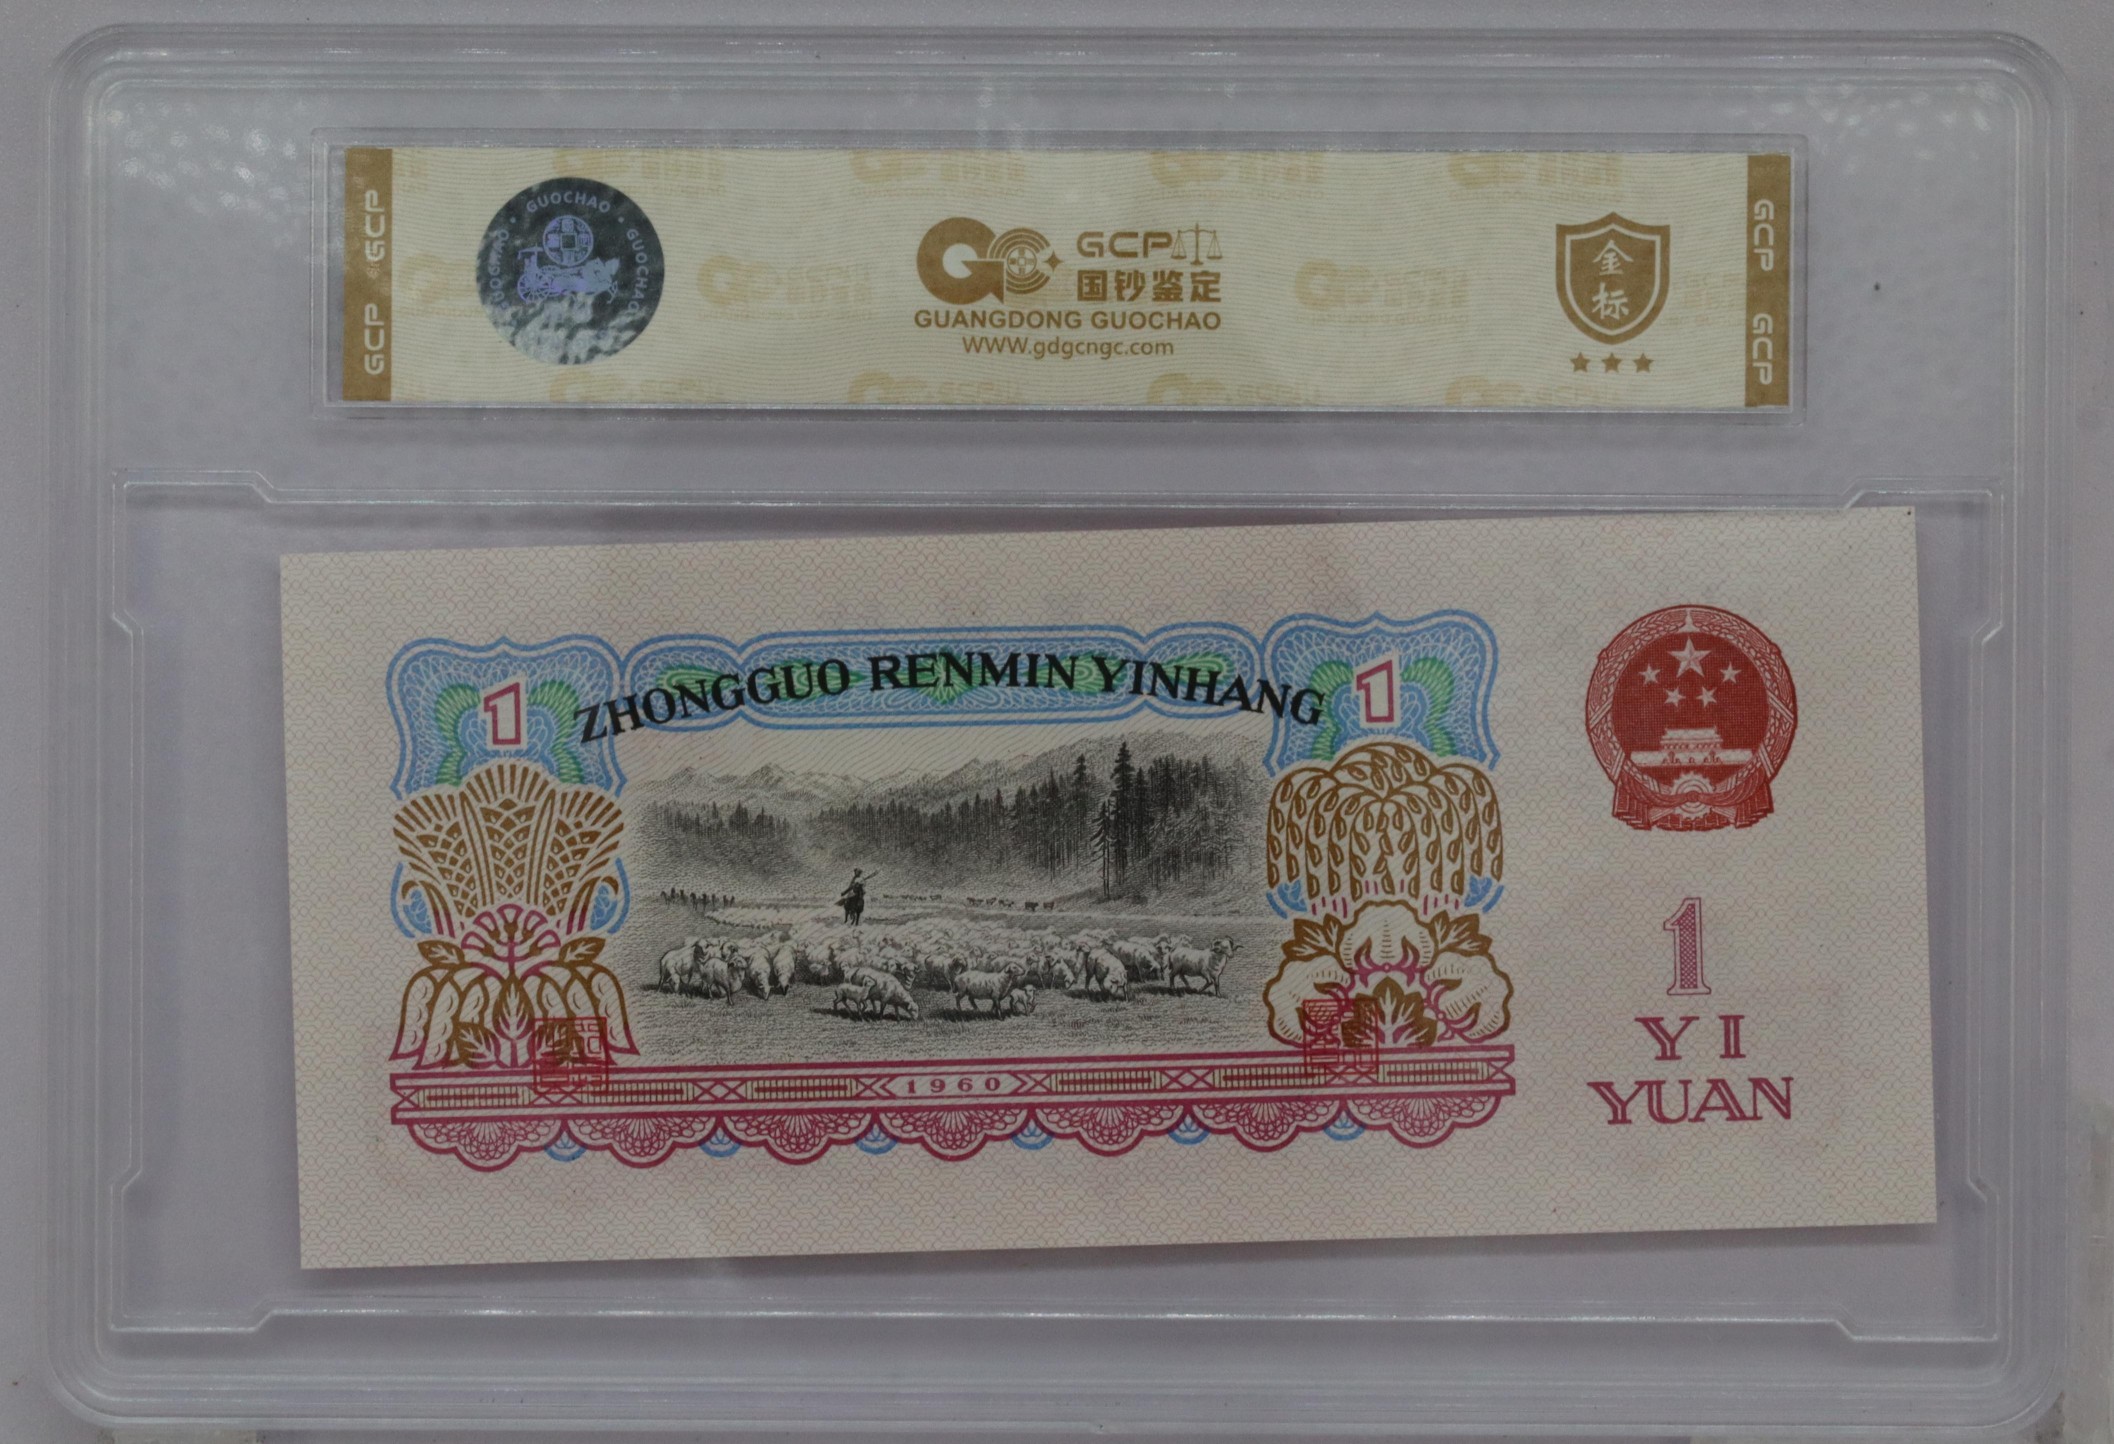 GCP GCP
GUOCHAO · GUOCHAO · GUOCHAO
GCP
国钞鉴定
GUANGDONG GUOCHAO
WWW.gdgcngc.com
金标
GCP GCP
1 ZHONGGUO RENMIN YINHANG 1
1960
1
YI
YUAN